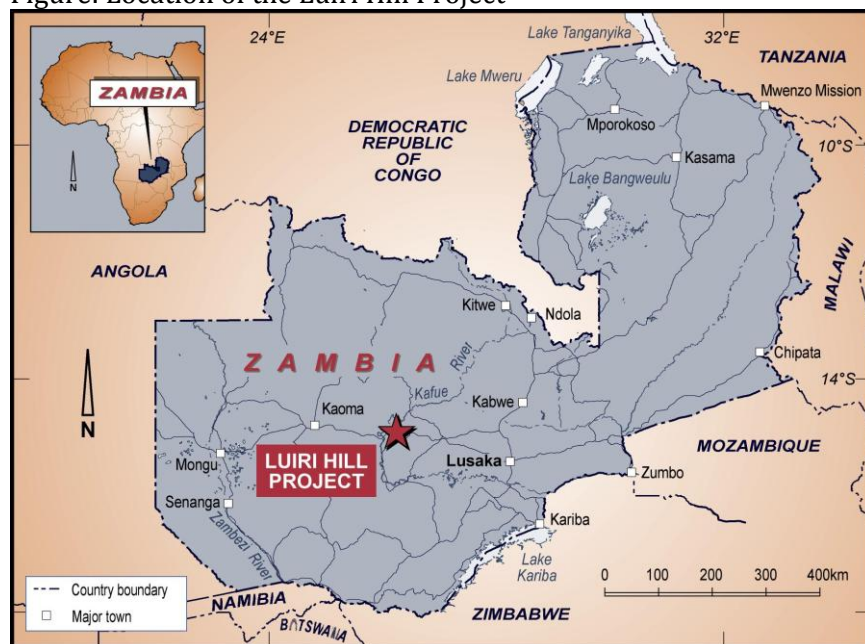 Figure: Location of the Luiri Hill Project
24°E
32°E
Lake Tanganyika
TANZANIA
Lake Mweru
Mwenzo Mission
ZAMBIA
DEMOCRATIC
REPUBLIC
OF
CONGO
Mporokoso
10°S
Kasama
N
Lake Bangweulu
ANGOLA
MALAWI
Kitwe
Ndola
ZAMBIA
River
Kafue
Chipata
14°S
N
Kaoma
Kabwe
MOZAMBIQUE
Mongu
LUIRI HILL
PROJECT
Lusaka
Zumbo
Senanga
Zambezi River
Kariba
Lake
Kariba
0 100 200 300 400km
Country boundary
Major town
NAMIBIA
BOTSWANA
ZIMBABWE